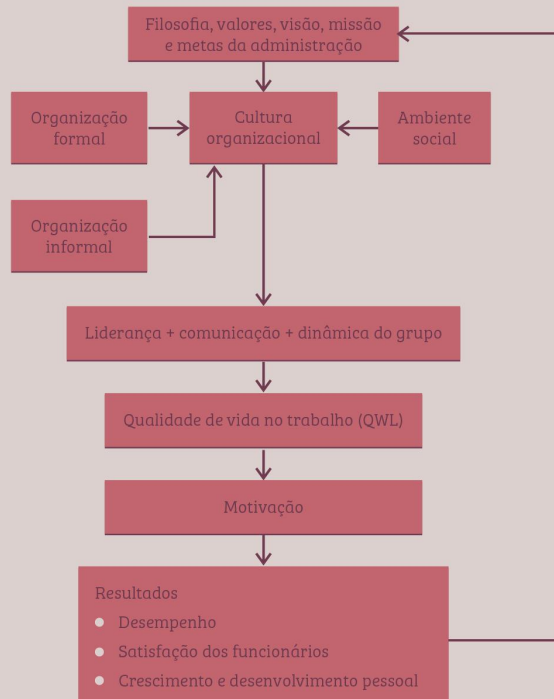 Filosofia, valores, visão, missão
e metas da administração
Organização
formal
Cultura
organizacional
Ambiente
social
Organização
informal
Liderança + comunicação + dinâmica do grupo
Qualidade de vida no trabalho (QWL)
Motivação
Resultados
Desempenho
Satisfação dos funcionários
Crescimento e desenvolvimento pessoal